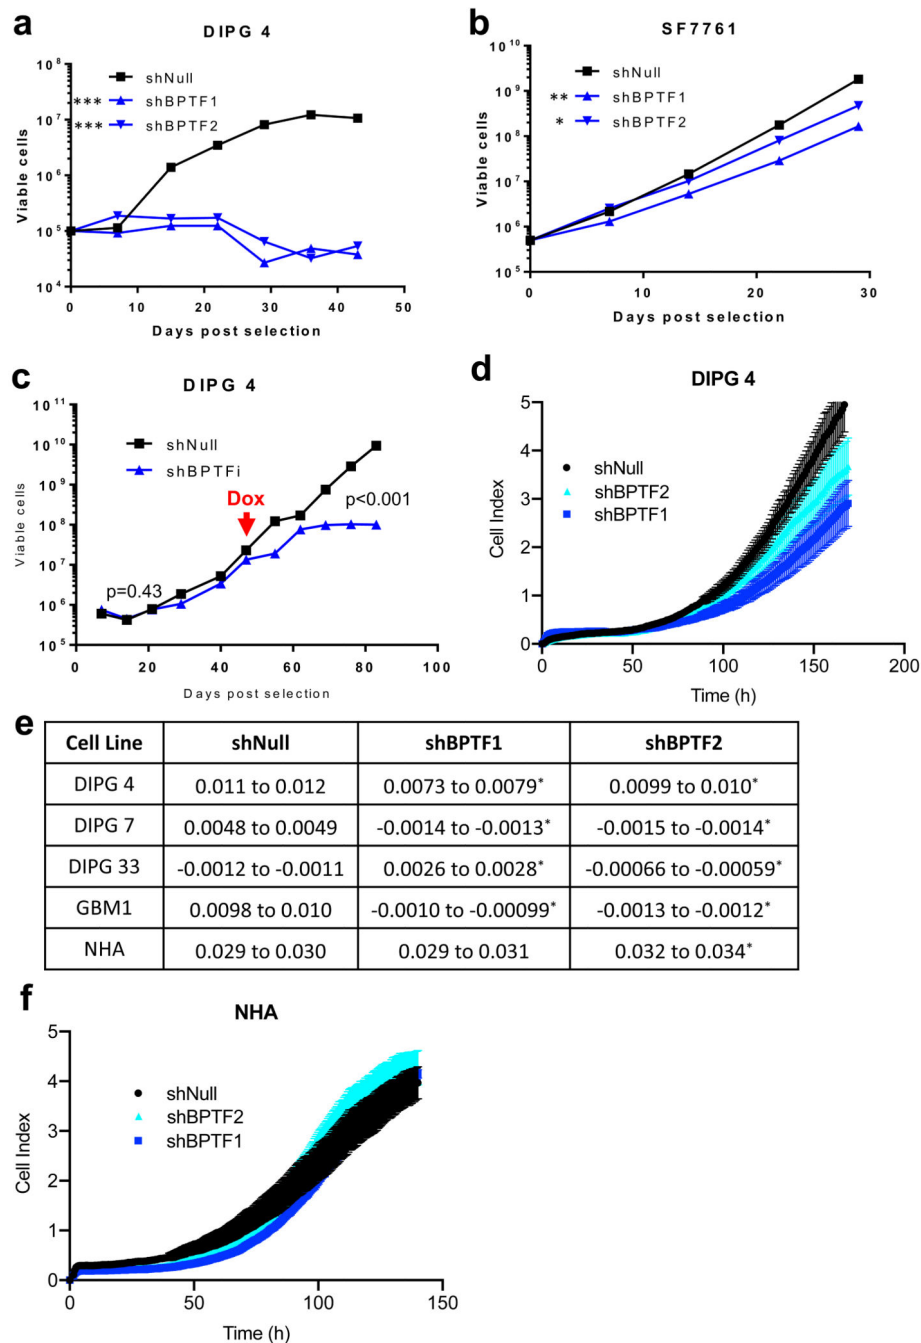 a
DIPG 4
10^8
10^7
10^6
10^5
10^4
Viable cells
shNull
*** shBPTF1
*** shBPTF2
0 10 20 30 40 50
Days post selection
b
SF7761
10^10
10^9
10^8
10^7
10^6
10^5
Viable cells
shNull
** shBPTF1
* shBPTF2
0 10 20 30
Days post selection
c
DIPG 4
10^11
10^10
10^9
10^8
10^7
10^6
10^5
Viable cells
shNull
shBPTFi
Dox
p<0.001
p=0.43
0 20 40 60 80 100
Days post selection
d
DIPG 4
5
4
3
2
1
0
Cell Index
shNull
shBPTF2
shBPTF1
0 50 100 150 200
Time (h)
e
Cell Line shNull shBPTF1 shBPTF2
DIPG 4 0.011 to 0.012 0.0073 to 0.0079* 0.0099 to 0.010*
DIPG 7 0.0048 to 0.0049 -0.0014 to -0.0013* -0.0015 to -0.0014*
DIPG 33 -0.0012 to -0.0011 0.0026 to 0.0028* -0.00066 to -0.00059*
GBM1 0.0098 to 0.010 -0.0010 to -0.00099* -0.0013 to -0.0012*
NHA 0.029 to 0.030 0.029 to 0.031 0.032 to 0.034*
f
NHA
5
4
3
2
1
0
Cell Index
shNull
shBPTF2
shBPTF1
0 50 100 150
Time (h)